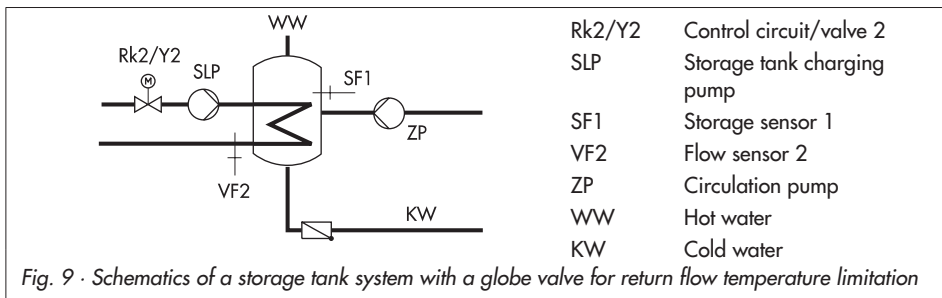 WW
Rk2/Y2
M
SLP
SF1
ZP
VF2
KW
Rk2/Y2 Control circuit/valve 2
SLP Storage tank charging
pump
SF1 Storage sensor 1
VF2 Flow sensor 2
ZP Circulation pump
WW Hot water
KW Cold water
Fig. 9 · Schematics of a storage tank system with a globe valve for return flow temperature limitation